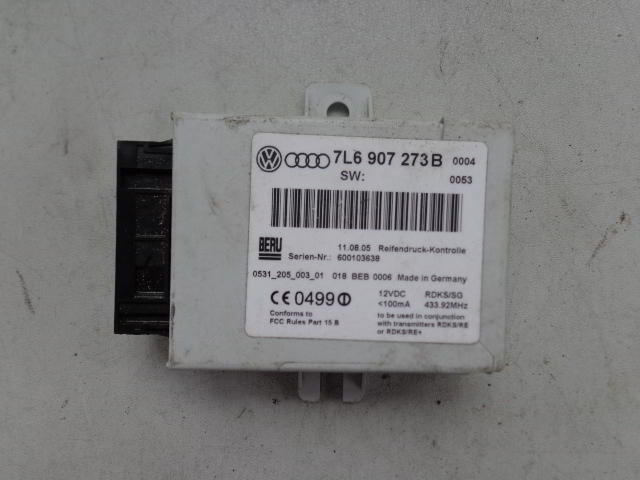 7L6 907 273 B 0004
SW: 0053
BERU 11.08.05 Reifendruck-Kontrolle
Serien-Nr.: 600103638
0531_205_003_01 018 BEB 0006 Made in Germany
CE 0499 12VDC RDKS/SG
<100mA 433.92MHz
Conforms to
FCC Rules Part 15 B
to be used in conjunction
with transmitters RDKS/RE
or RDKS/RE+